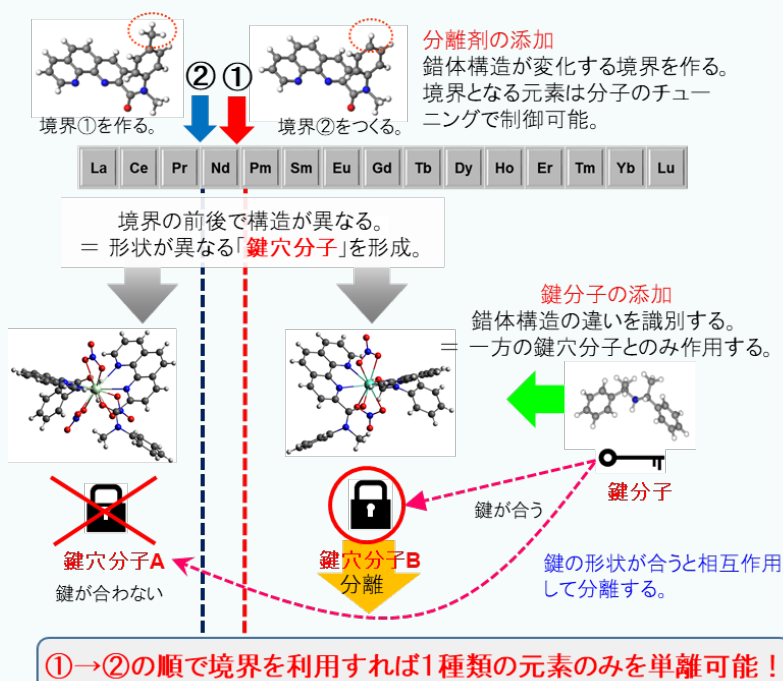 分離剤の添加
錯体構造が変化する境界を作る。
境界となる元素は分子のチュー
ニングで制御可能。
② ①
境界①を作る。
境界②をつくる。
La Ce Pr Nd Pm Sm Eu Gd Tb Dy Ho Er Tm Yb Lu
境界の前後で構造が異なる。
= 形状が異なる「鍵穴分子」を形成。
鍵分子の添加
錯体構造の違いを識別する。
= 一方の鍵穴分子とのみ作用する。
鍵分子
鍵が合う
鍵穴分子A
鍵が合わない
鍵穴分子B
分離
鍵の形状が合うと相互作用
して分離する。
①→②の順で境界を利用すれば1種類の元素のみを単離可能！